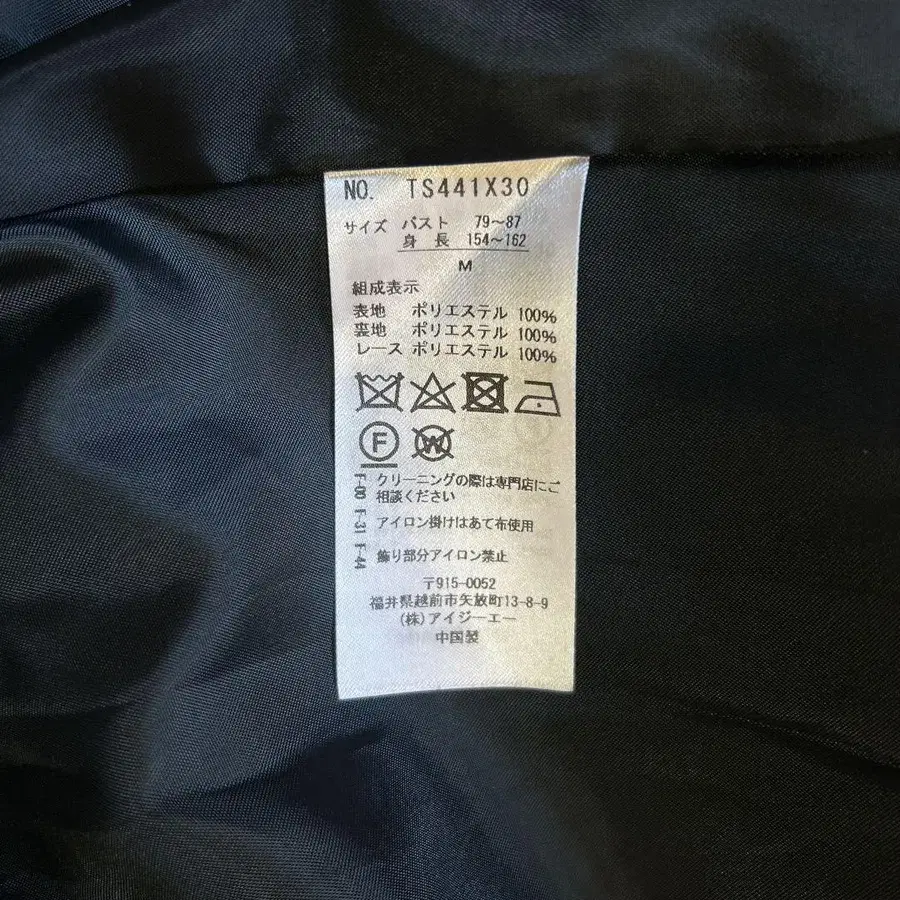 NO. TS441X30
サイズ バスト 79～87
身長 154～162
M
組成表示
表地 ポリエステル 100%
裏地 ポリエステル 100%
レース ポリエステル 100%
F
W
F-00 クリーニングの際は専門店にご
相談ください
F-31 アイロン掛けはあて布使用
F-44 飾り部分アイロン禁止
〒915-0052
福井県越前市矢放町13-8-9
(株)アイジーエー
中国製